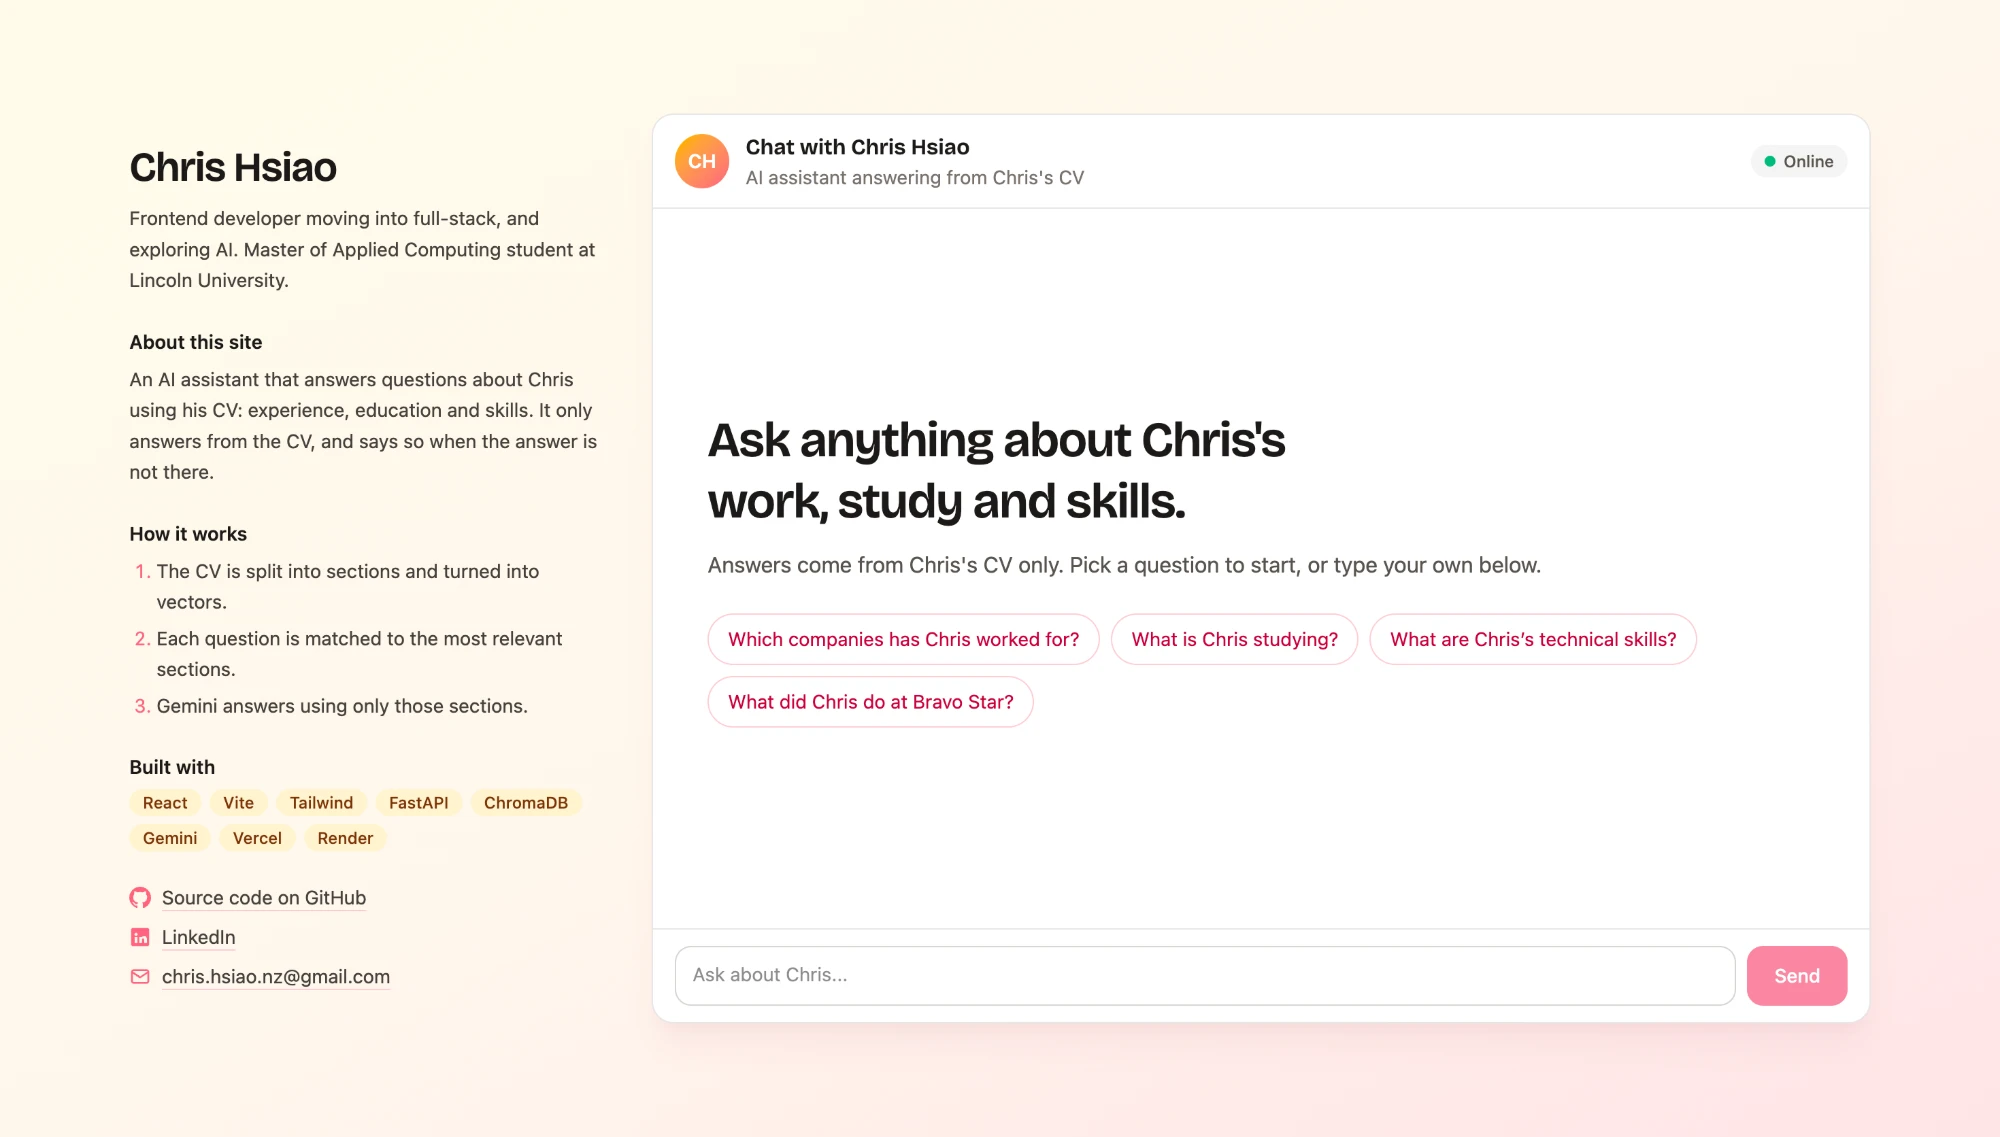 Chris Hsiao
Frontend developer moving into full-stack, and
exploring AI. Master of Applied Computing student at
Lincoln University.
About this site
An AI assistant that answers questions about Chris
using his CV: experience, education and skills. It only
answers from the CV, and says so when the answer is
not there.
How it works
1. The CV is split into sections and turned into
vectors.
2. Each question is matched to the most relevant
sections.
3. Gemini answers using only those sections.
Built with
React Vite Tailwind FastAPI ChromaDB
Gemini Vercel Render
Source code on GitHub
LinkedIn
chris.hsiao.nz@gmail.com
CH
Chat with Chris Hsiao
AI assistant answering from Chris's CV
Online
Ask anything about Chris's
work, study and skills.
Answers come from Chris's CV only. Pick a question to start, or type your own below.
Which companies has Chris worked for? What is Chris studying? What are Chris’s technical skills?
What did Chris do at Bravo Star?
Ask about Chris...
Send